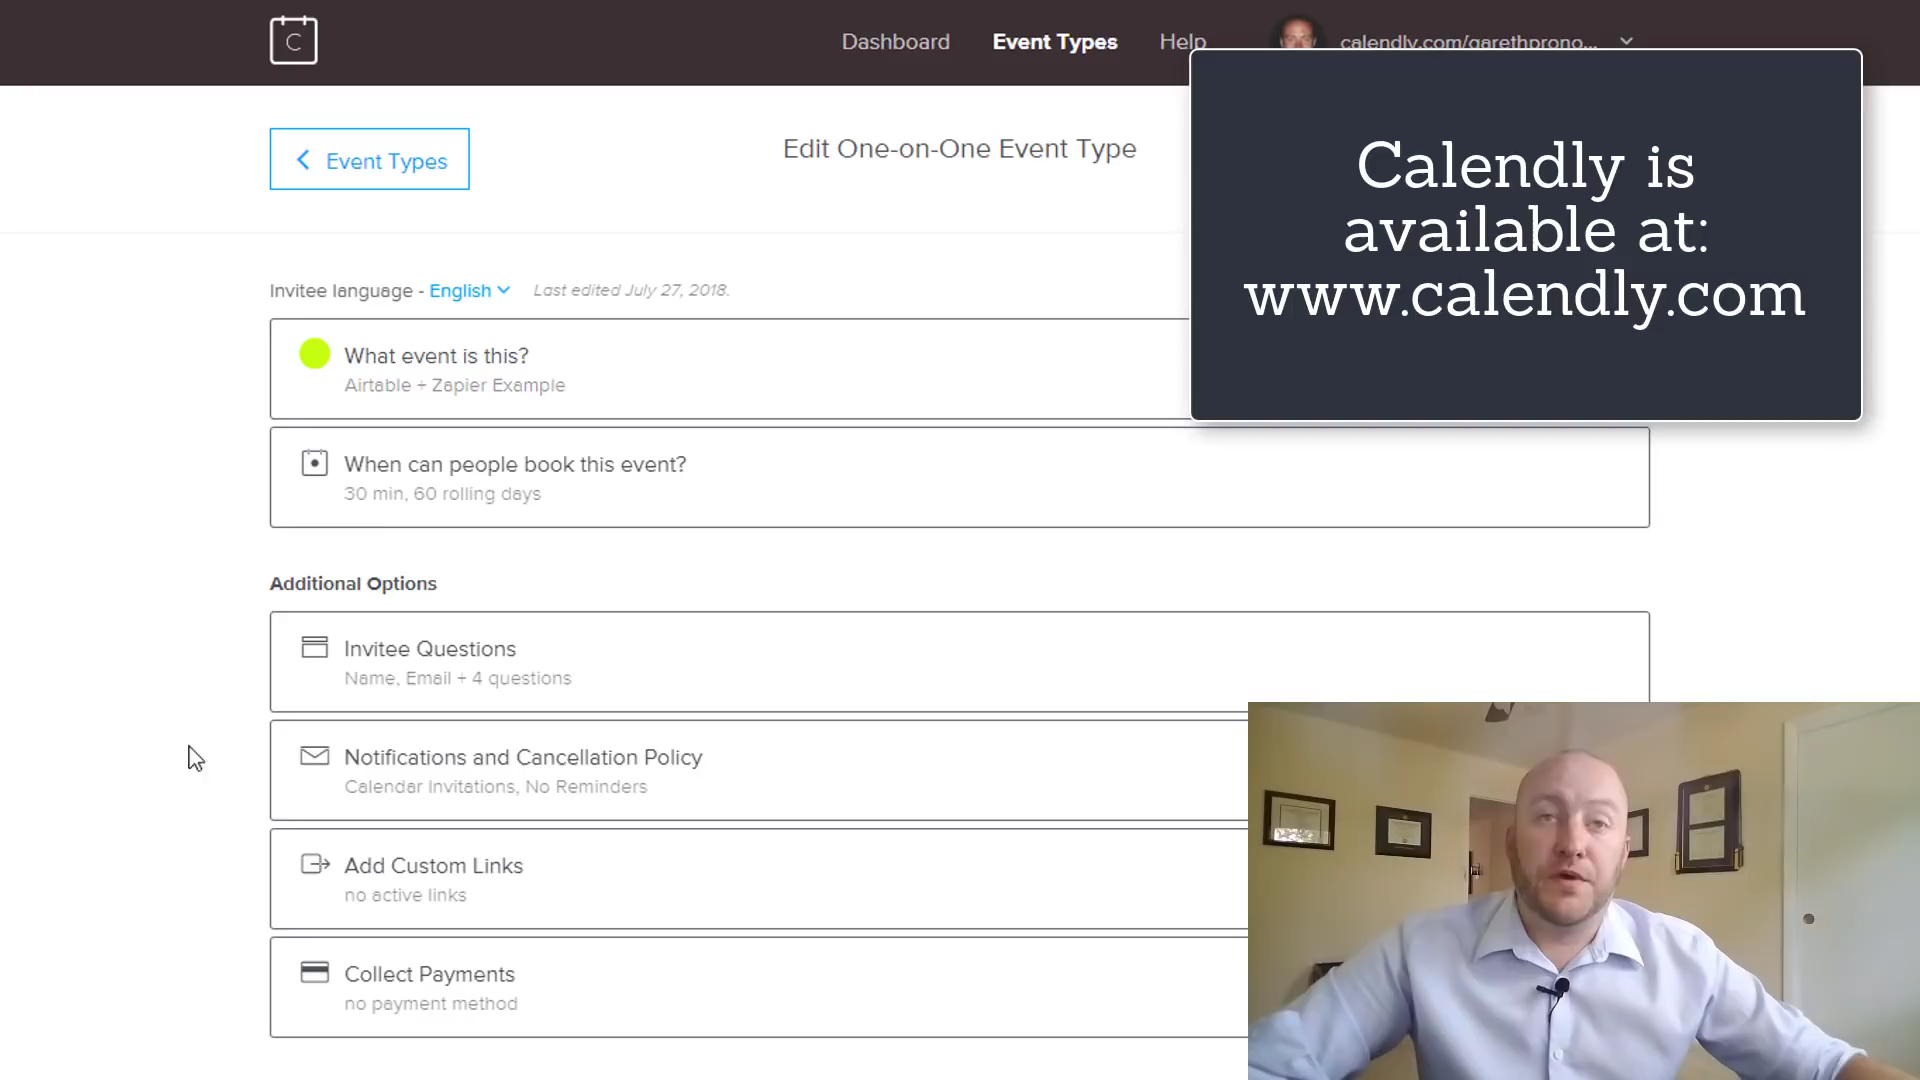 C
Dashboard
Event Types
Help
calendly.com/garethprono...
Event Types
Edit One-on-One Event Type
Calendly is
available at:
www.calendly.com
Invitee language - English
Last edited July 27, 2018.
What event is this?
Airtable + Zapier Example
When can people book this event?
30 min, 60 rolling days
Additional Options
Invitee Questions
Name, Email + 4 questions
Notifications and Cancellation Policy
Calendar Invitations, No Reminders
Add Custom Links
no active links
Collect Payments
no payment method